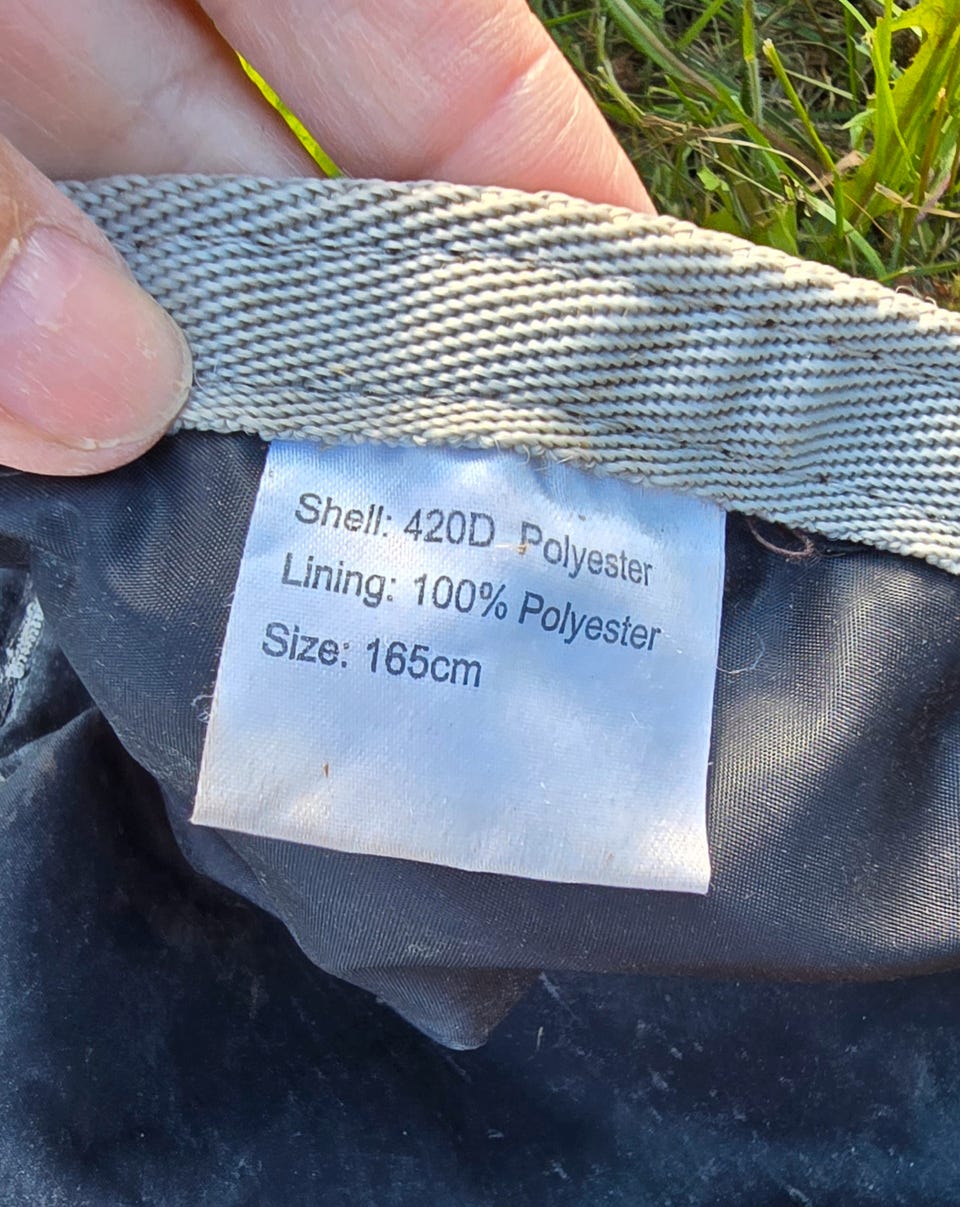 Shell: 420D Polyester
Lining: 100% Polyester
Size: 165cm